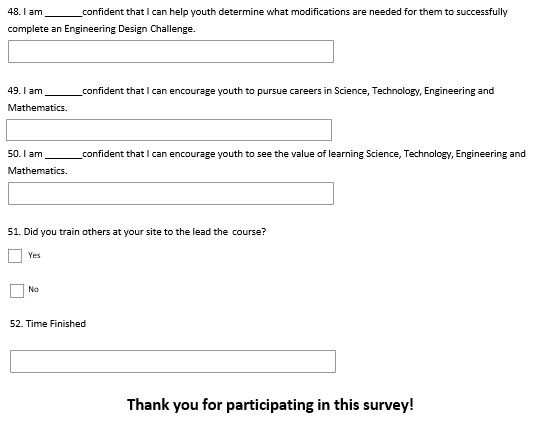 48. I am _______confident that I can help youth determine what modifications are needed for them to successfully
complete an Engineering Design Challenge.
49. I am _______confident that I can encourage youth to pursue careers in Science, Technology, Engineering and
Mathematics.
50. I am _______confident that I can encourage youth to see the value of learning Science, Technology, Engineering and
Mathematics.
51. Did you train others at your site to the lead the course?
Yes
No
52. Time Finished
Thank you for participating in this survey!